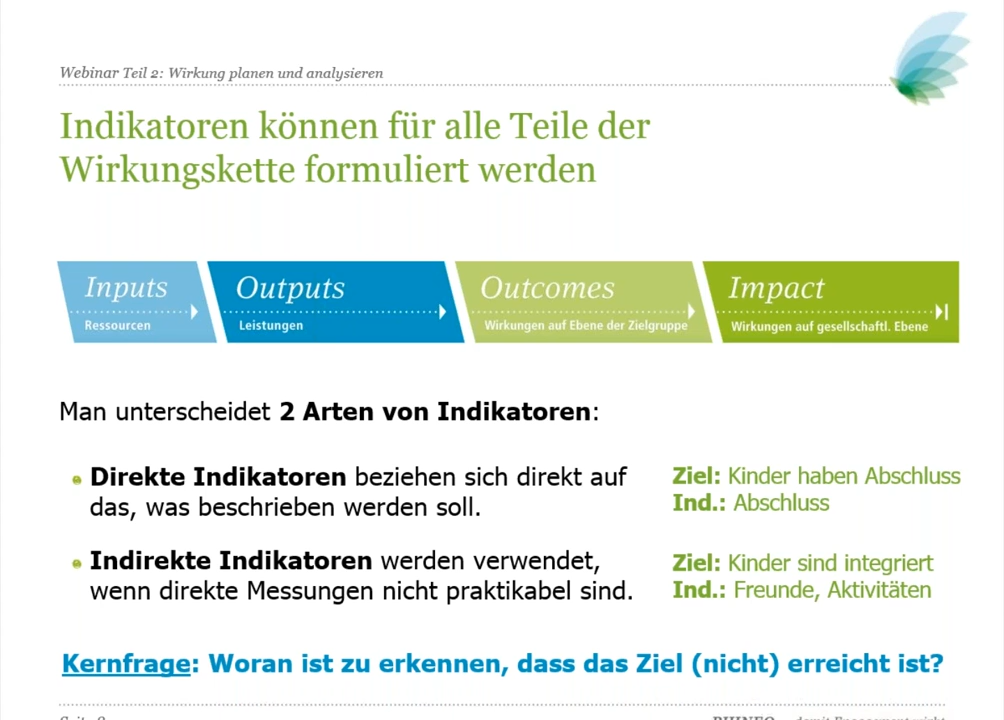 Webinar Teil 2: Wirkung planen und analysieren
Indikatoren können für alle Teile der
Wirkungskette formuliert werden
Inputs
Ressourcen
Outputs
Leistungen
Outcomes
Wirkungen auf Ebene der Zielgruppe
Impact
Wirkungen auf gesellschaftl. Ebene
Man unterscheidet 2 Arten von Indikatoren:
Direkte Indikatoren beziehen sich direkt auf
das, was beschrieben werden soll.
Ziel: Kinder haben Abschluss
Ind.: Abschluss
Indirekte Indikatoren werden verwendet,
wenn direkte Messungen nicht praktikabel sind.
Ziel: Kinder sind integriert
Ind.: Freunde, Aktivitäten
Kernfrage: Woran ist zu erkennen, dass das Ziel (nicht) erreicht ist?